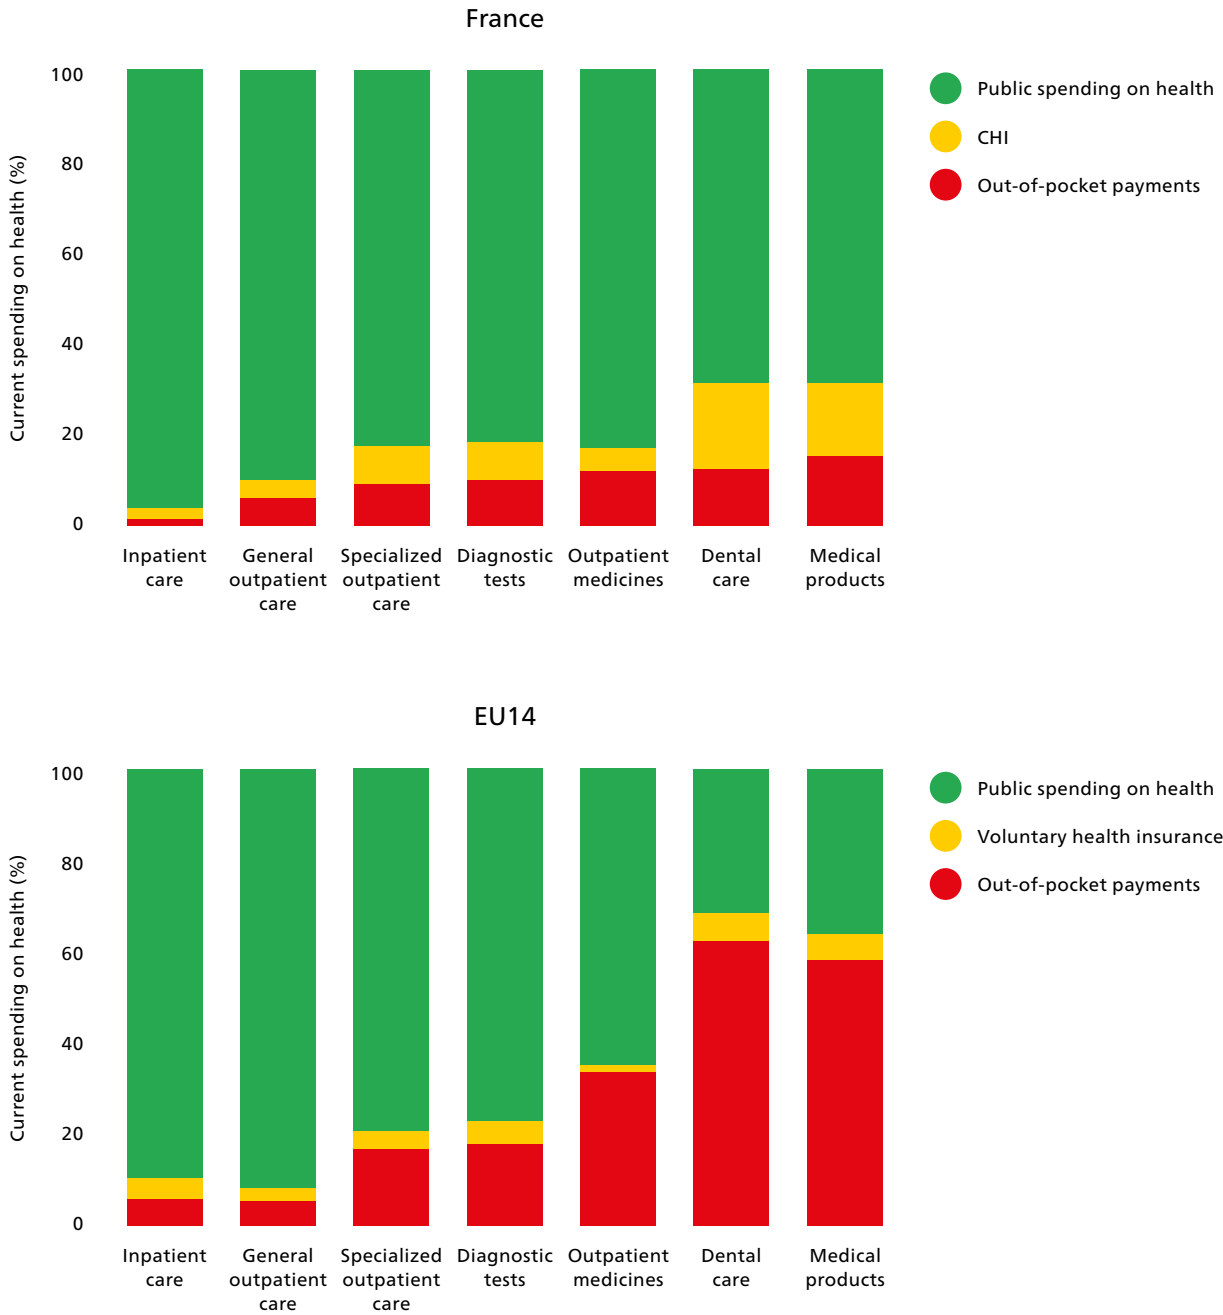 France
Current spending on health (%)
100
80
60
40
20
0
Inpatient
care
General
outpatient
care
Specialized
outpatient
care
Diagnostic
tests
Outpatient
medicines
Dental
care
Medical
products
Public spending on health
CHI
Out-of-pocket payments
EU14
Current spending on health (%)
100
80
60
40
20
0
Inpatient
care
General
outpatient
care
Specialized
outpatient
care
Diagnostic
tests
Outpatient
medicines
Dental
care
Medical
products
Public spending on health
Voluntary health insurance
Out-of-pocket payments